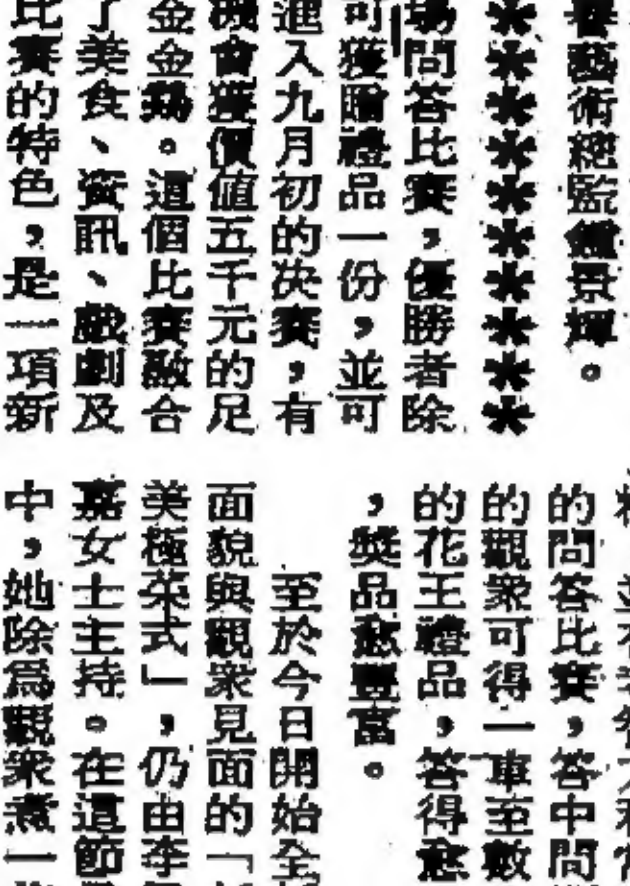 藝術總監鍾景輝。
＊＊＊＊＊＊＊＊＊＊
場問答比賽，優勝者除
可獲贈禮品一份，並可
進入九月初的決賽，有
機會獲價值五千元的足
金金鷄。這個比賽融合
了美食、資訊、戲劇及
比賽的特色，是一項新
的問答比賽，答中問
的觀衆可得一車至數
的花王禮品，答得愈
，獎品愈豐富。
至於今日開始全
面貌與觀衆見面的「
美極菜式」，仍由李
嘉女士主持。在這節
中，她除爲觀衆煮一